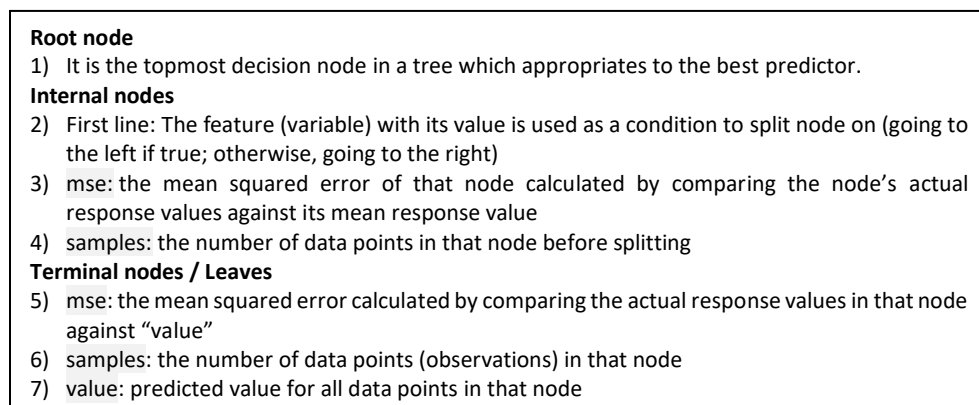 Root node
1) It is the topmost decision node in a tree which appropriates to the best predictor.
Internal nodes
2) First line: The feature (variable) with its value is used as a condition to split node on (going to
the left if true; otherwise, going to the right)
3) mse: the mean squared error of that node calculated by comparing the node's actual
response values against its mean response value
4) samples: the number of data points in that node before splitting
Terminal nodes / Leaves
5) mse: the mean squared error calculated by comparing the actual response values in that node
against “value”
6) samples: the number of data points (observations) in that node
7) value: predicted value for all data points in that node